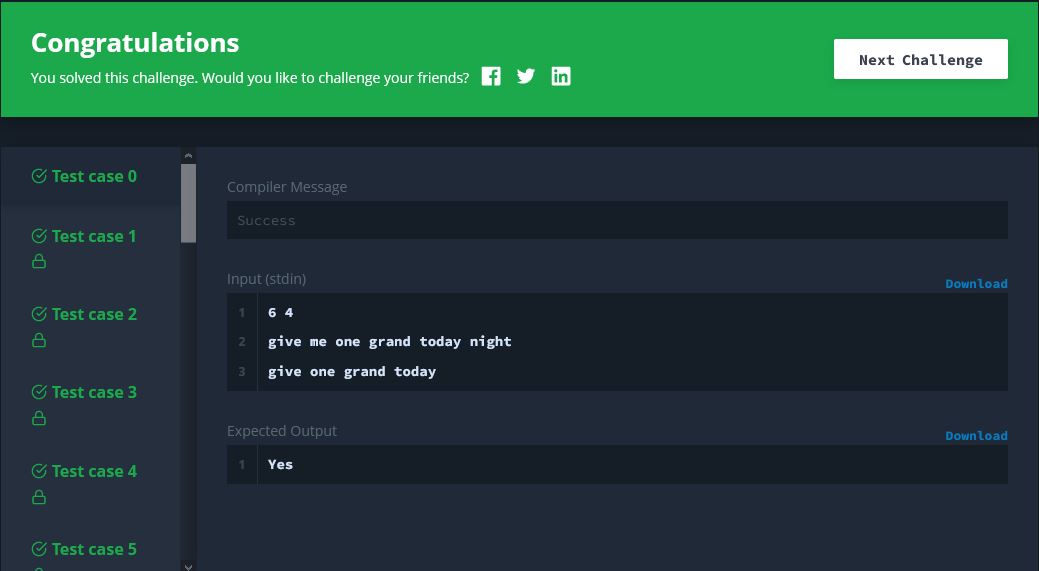 Congratulations
You solved this challenge. Would you like to challenge your friends?
Next Challenge
Test case 0
Test case 1
Test case 2
Test case 3
Test case 4
Test case 5
Compiler Message
Success
Input (stdin)
Download
1 6 4
2 give me one grand today night
3 give one grand today
Expected Output
Download
1 Yes